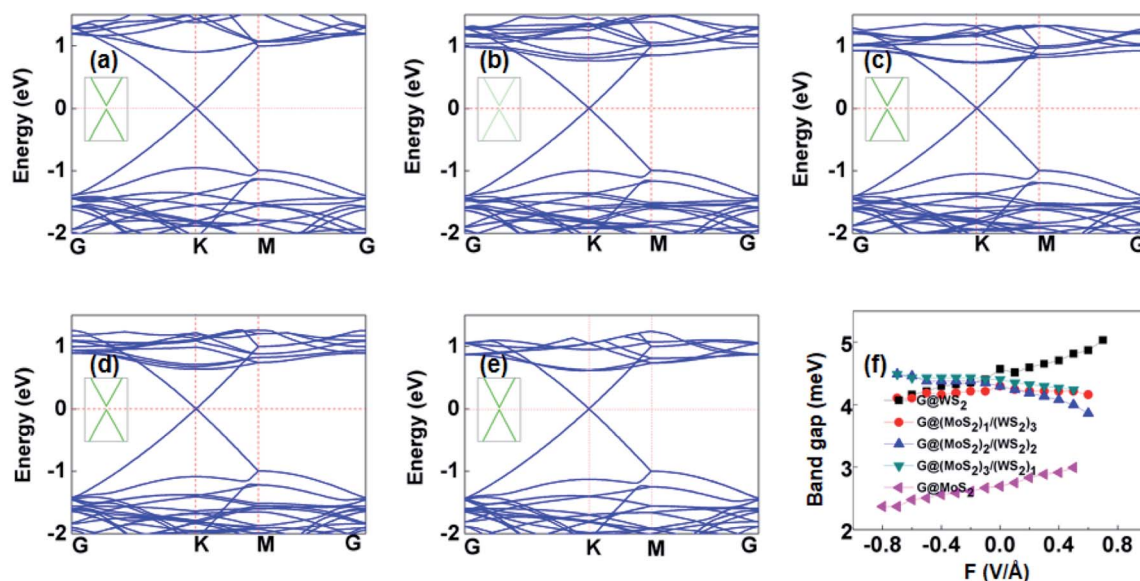 (a)
Energy (eV)
1
0
-1
-2
G K M G
(b)
Energy (eV)
1
0
-1
-2
G K M G
(c)
Energy (eV)
1
0
-1
-2
G K M G
(d)
Energy (eV)
1
0
-1
-2
G K M G
(e)
Energy (eV)
1
0
-1
-2
G K M G
(f)
Band gap (meV)
5
4
3
2
G@WS₂
G@(MoS₂)₁/(WS₂)₃
G@(MoS₂)₂/(WS₂)₂
G@(MoS₂)₃/(WS₂)₁
G@MoS₂
-0.8 -0.4 0.0 0.4 0.8
F (V/Å)